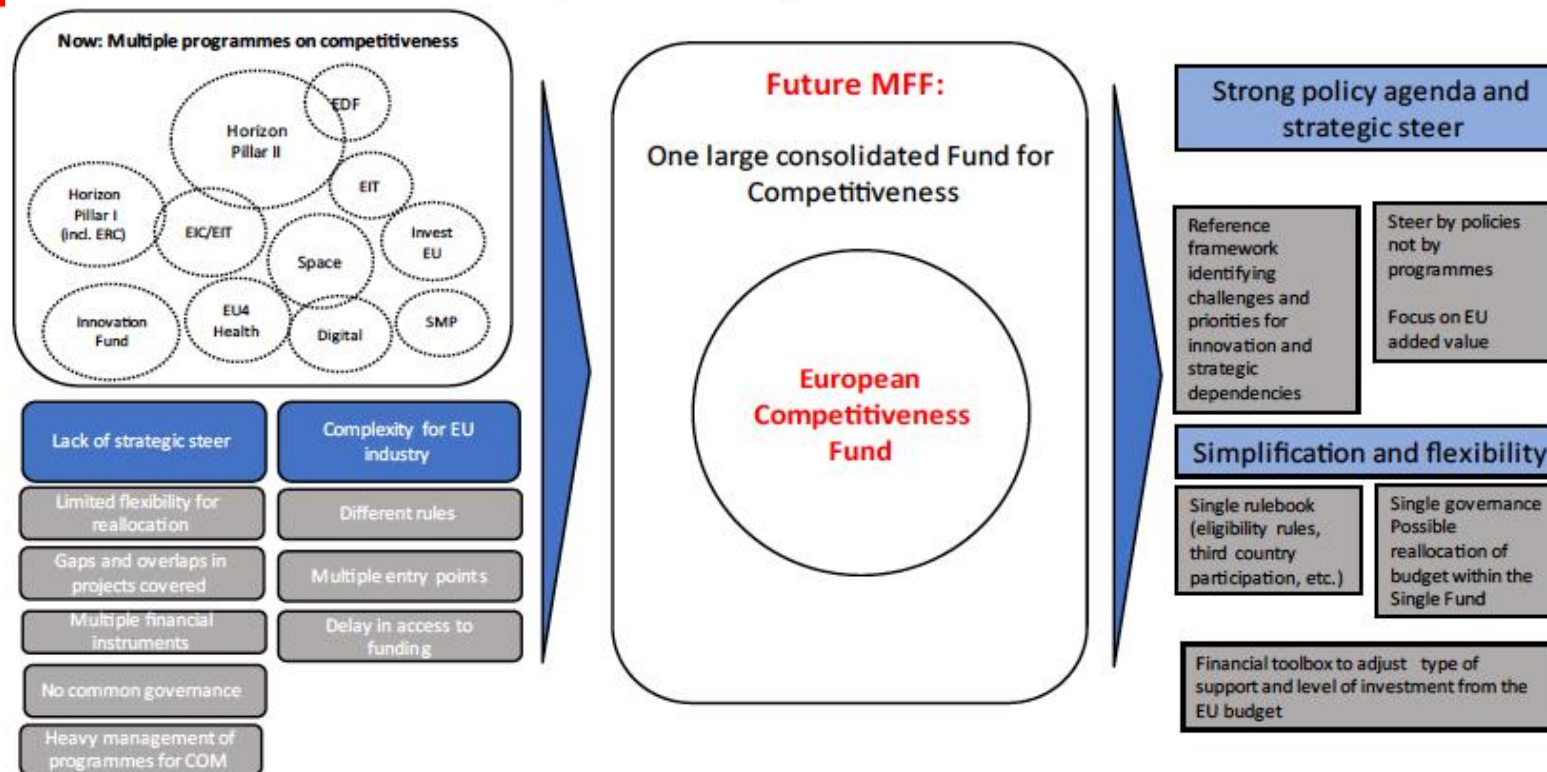 Now: Multiple programmes on competitiveness
EDF
Horizon
Pillar II
EIT
Horizon
Pillar I
(incl. ERC)
EIC/EIT
Invest
EU
Space
Innovation
Fund
EU4
Health
Digital
SMP
Lack of strategic steer
Complexity for EU
industry
Limited flexibility for
reallocation
Different rules
Gaps and overlaps in
projects covered
Multiple entry points
Multiple financial
instruments
Delay in access to
funding
No common governance
Heavy management of
programmes for COM
Future MFF:
One large consolidated Fund for
Competitiveness
European
Competitiveness
Fund
Strong policy agenda and
strategic steer
Reference
framework
identifying
challenges and
priorities for
innovation and
strategic
dependencies
Steer by policies
not by
programmes
Focus on EU
added value
Simplification and flexibility
Single rulebook
(eligibility rules,
third country
participation, etc.)
Single governance
Possible
reallocation of
budget within the
Single Fund
Financial toolbox to adjust type of
support and level of investment from the
EU budget